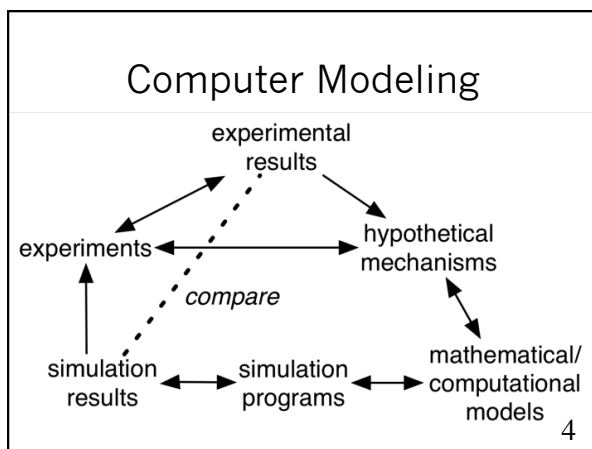 Computer Modeling
experimental
results
experiments
hypothetical
mechanisms
compare
simulation
results
simulation
programs
mathematical/
computational
models
4